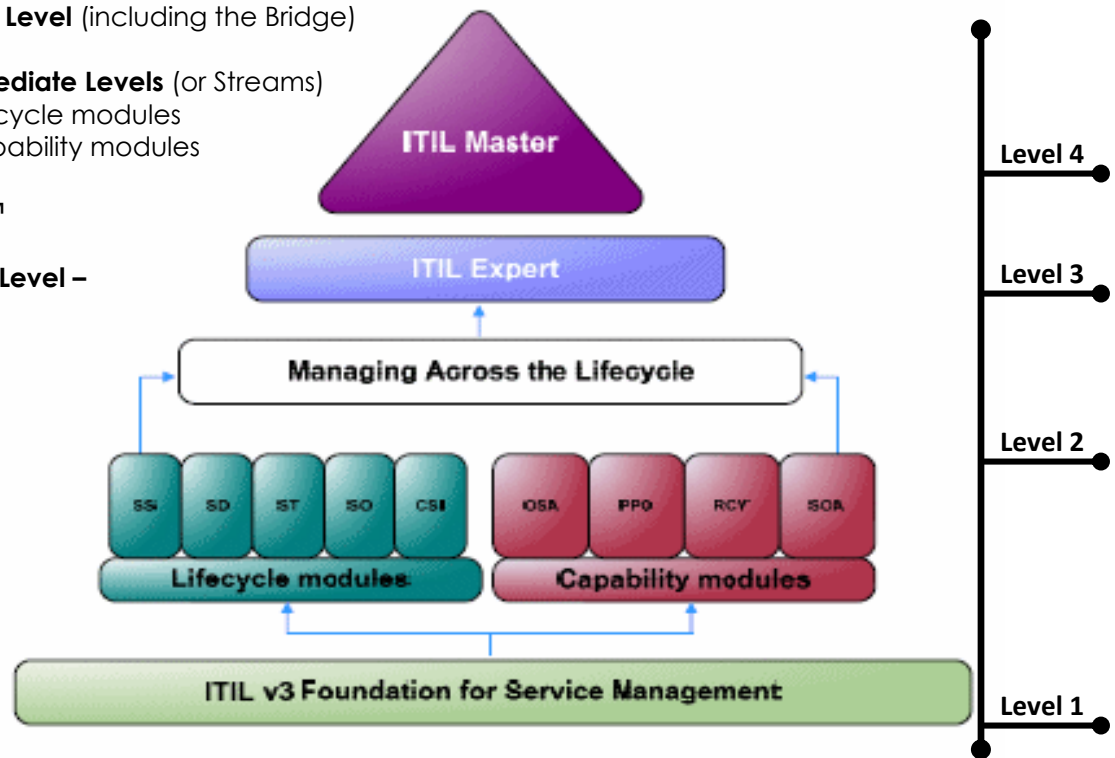 Level (including the Bridge)
ediate Levels (or Streams)
cycle modules
pability modules
Level –
ITIL Master
Level 4
ITIL Expert
Level 3
Managing Across the Lifecycle
Level 2
SD ST SO CSI OSA PPO SOA
Lifecycle modules Capability modules
ITIL v3 Foundation for Service Management
Level 1